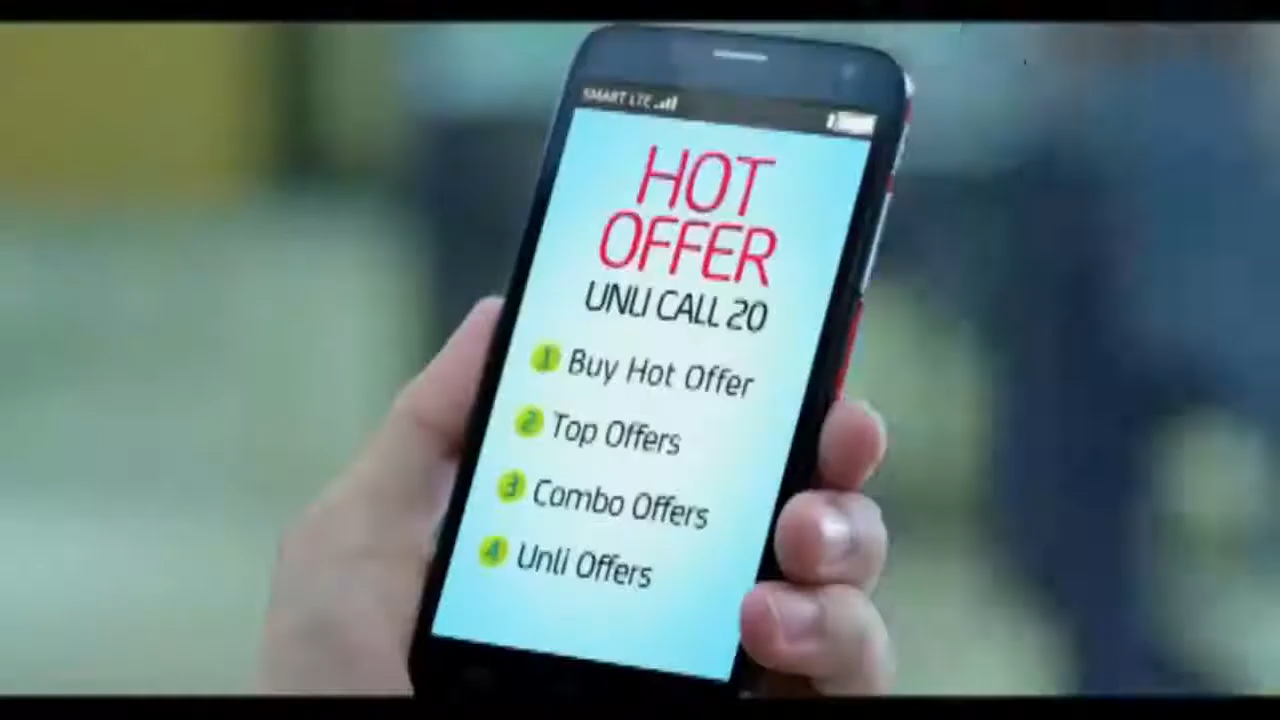 SMART LTE
HOT
OFFER
UNLI CALL 20
1 Buy Hot Offer
2 Top Offers
3 Combo Offers
4 Unli Offers